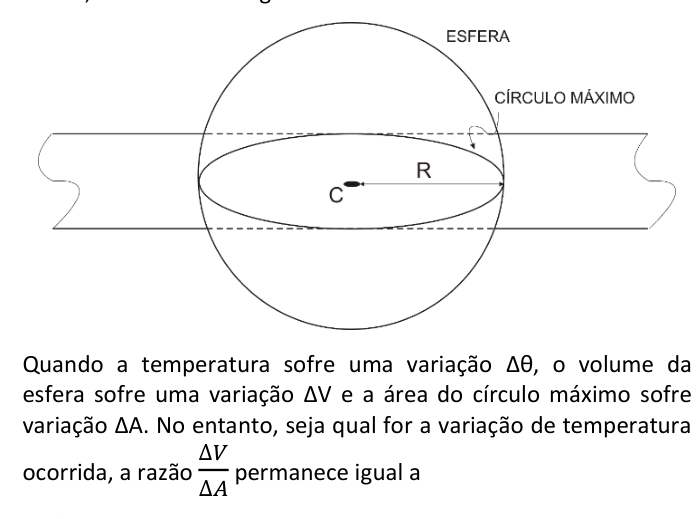 ESFERA
CÍRCULO MÁXIMO
R
C
Quando a temperatura sofre uma variação Δθ, o volume da
esfera sofre uma variação ΔV e a área do círculo máximo sofre
variação ΔA. No entanto, seja qual for a variação de temperatura
ocorrida, a razão ΔV/ΔA permanece igual a